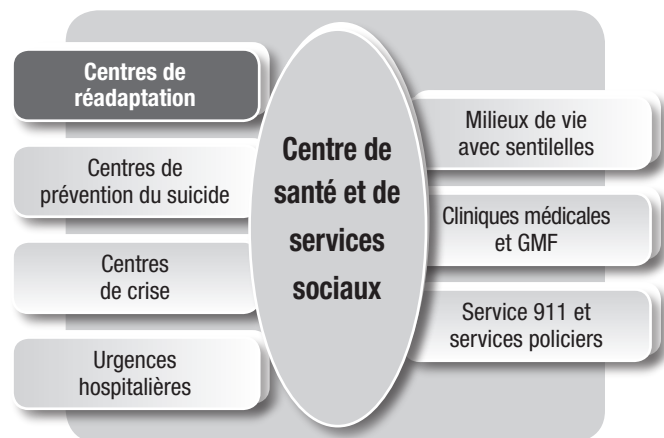 Centres de
réadaptation
Centres de
prévention du suicide
Centres
de crise
Urgences
hospitalières
Centre de
santé et de
services
sociaux
Milieux de vie
avec sentilelles
Cliniques médicales
et GMF
Service 911 et
services policiers